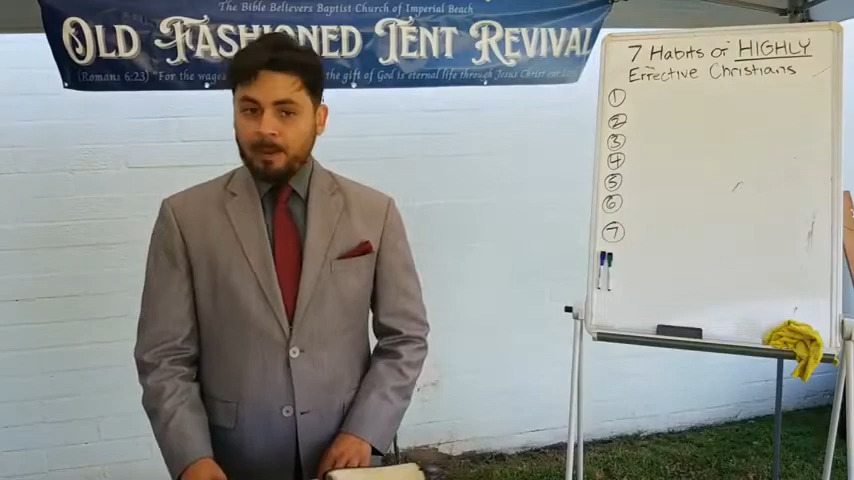 The Bible Believers Baptist Church of Imperial Beach
Old Fashioned Tent Revival
(Romans 6:23) For the wages of God is eternal life through Jesus Christ our
7 Habits of HIGHLY
Effective Christians
1
2
3
4
5
6
7